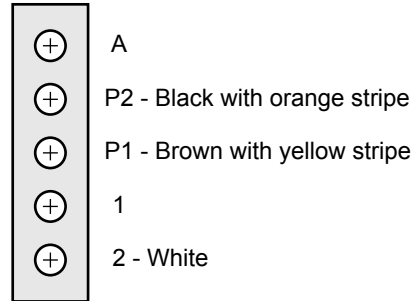 A
P2 - Black with orange stripe
P1 - Brown with yellow stripe
1
2 - White